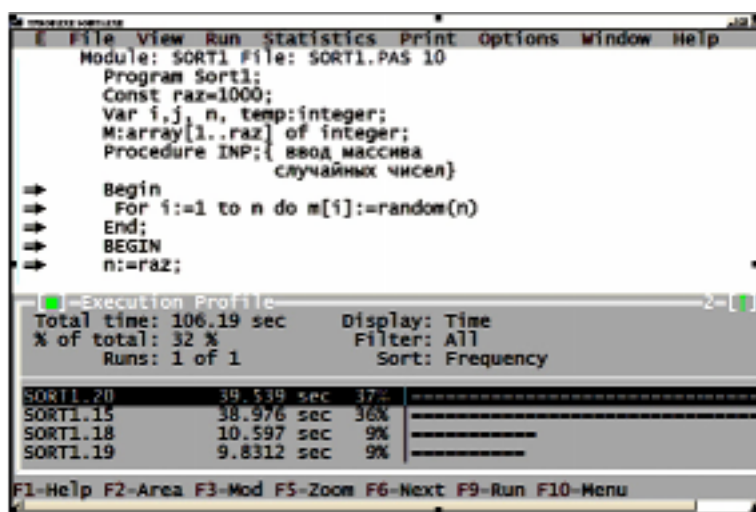 E File View Run Statistics Print Options Window Help
Module: SORT1 File: SORT1.PAS 10
Program Sort1;
Const raz=1000;
Var i,j, n, temp:integer;
M:array[1..raz] of integer;
Procedure INP;{ ввод массива
случайных чисел}
Begin
For i:=1 to n do m[i]:=random(n)
End;
BEGIN
n:=raz;
Execution Profile 2
Total time: 106.19 sec Display: Time
% of total: 32 % Filter: All
Runs: 1 of 1 Sort: Frequency
SORT1.20 39.539 sec 37%
SORT1.15 38.976 sec 36%
SORT1.18 10.597 sec 9%
SORT1.19 9.8312 sec 9%
F1-Help F2-Area F3-Mod F5-Zoom F6-Next F9-Run F10-Menu